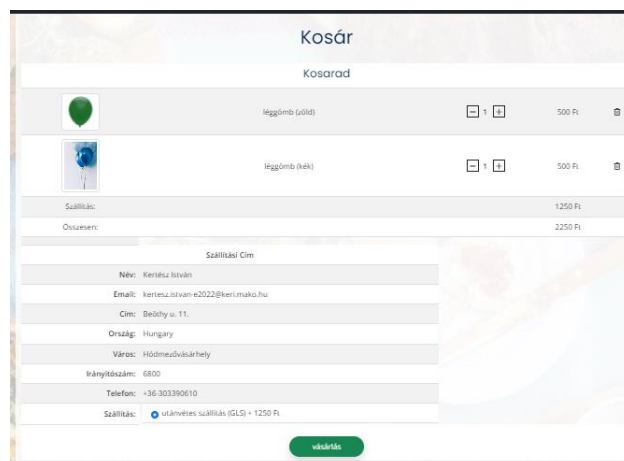 Kosár
Kosarad
léggömb (zöld) 1 500 Ft
léggömb (kék) 1 500 Ft
Szállítás: 1250 Ft
Összesen: 2250 Ft
Szállítási Cím
Név: Kertész István
Email: kertesz.istvan-e2022@keri.mako.hu
Cím: Beöthy u. 11.
Ország: Hungary
Város: Hódmezővásárhely
Irányítószám: 6800
Telefon: +36-303390610
Szállítás: utánvétes szállítás (GLS) + 1250 Ft
vásárlás